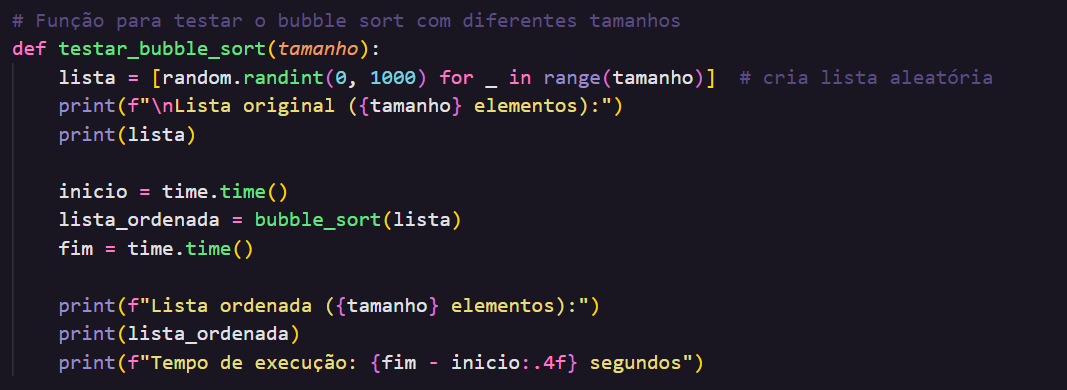 # Função para testar o bubble sort com diferentes tamanhos
def testar_bubble_sort(tamanho):
    lista = [random.randint(0, 1000) for _ in range(tamanho)]  # cria lista aleatória
    print(f"\nLista original ({tamanho} elementos):")
    print(lista)

    inicio = time.time()
    lista_ordenada = bubble_sort(lista)
    fim = time.time()

    print(f"Lista ordenada ({tamanho} elementos):")
    print(lista_ordenada)
    print(f"Tempo de execução: {fim - inicio:.4f} segundos")